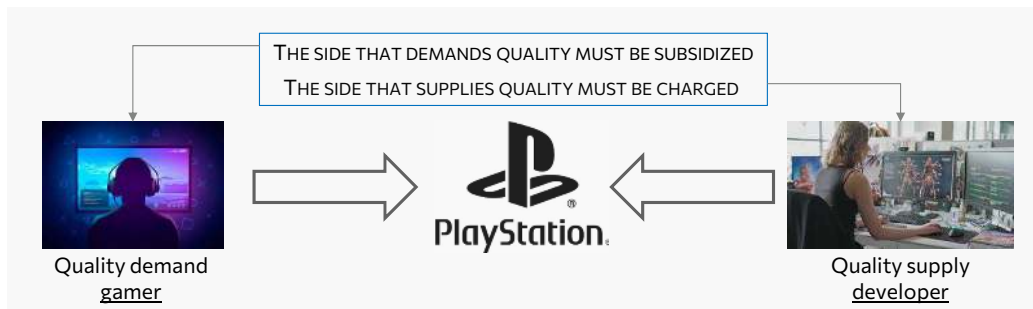 THE SIDE THAT DEMANDS QUALITY MUST BE SUBSIDIZED
THE SIDE THAT SUPPLIES QUALITY MUST BE CHARGED
PlayStation®
Quality demand
gamer
Quality supply
developer